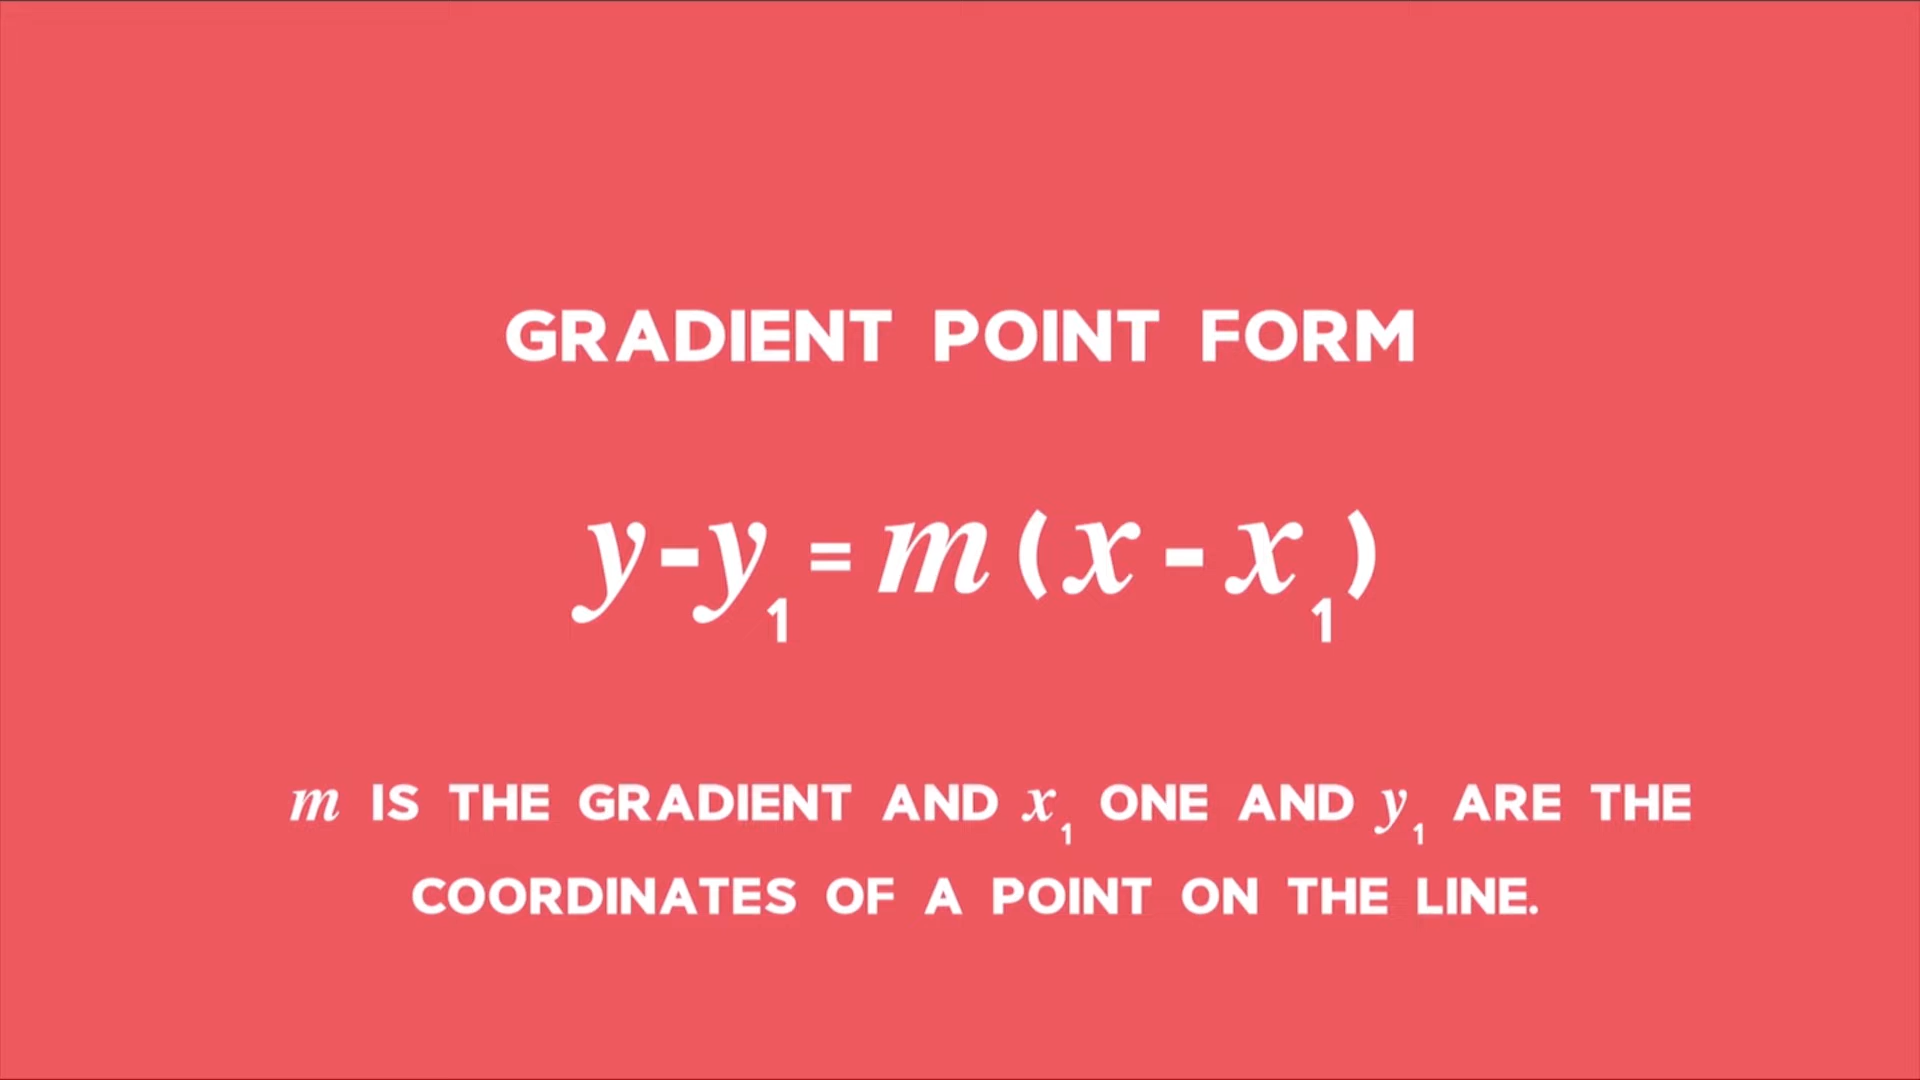 GRADIENT POINT FORM
y-y₁=m(x-x₁)
m IS THE GRADIENT AND x₁ ONE AND y₁ ARE THE
COORDINATES OF A POINT ON THE LINE.